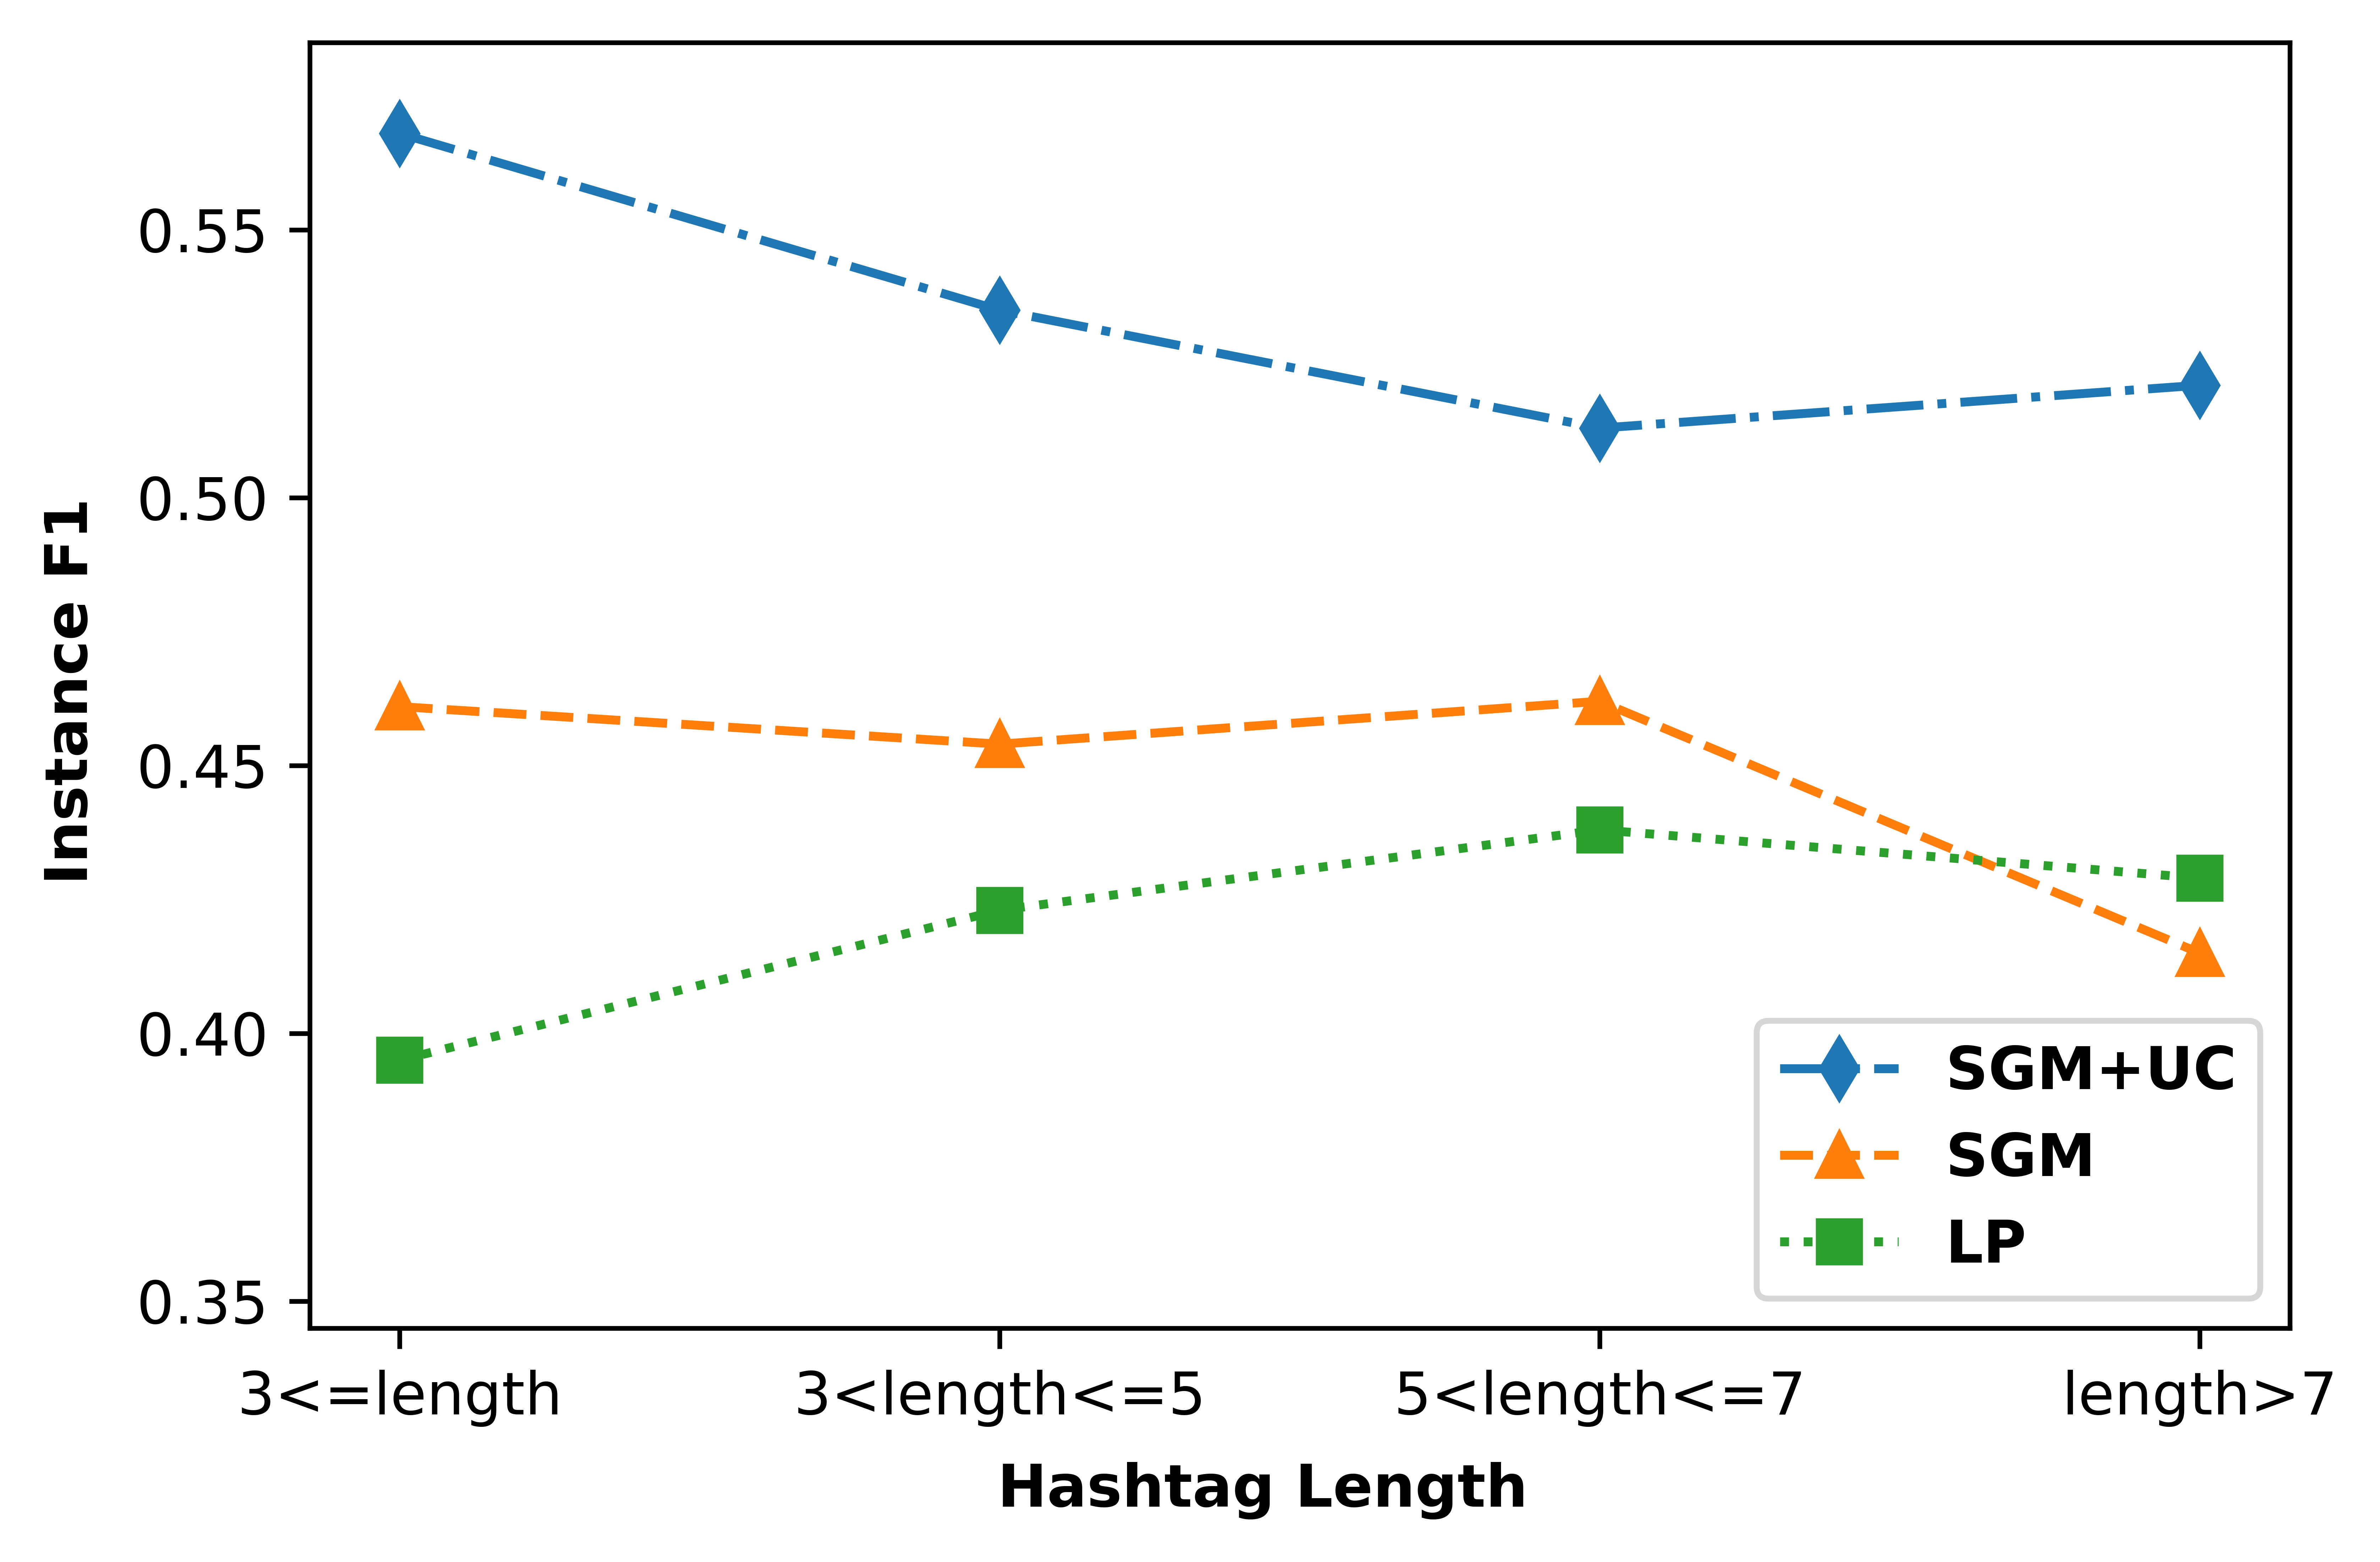 Instance F1
0.55
0.50
0.45
0.40
0.35
SGM+UC
SGM
LP
3<=length
3<length<=5
5<length<=7
length>7
Hashtag Length